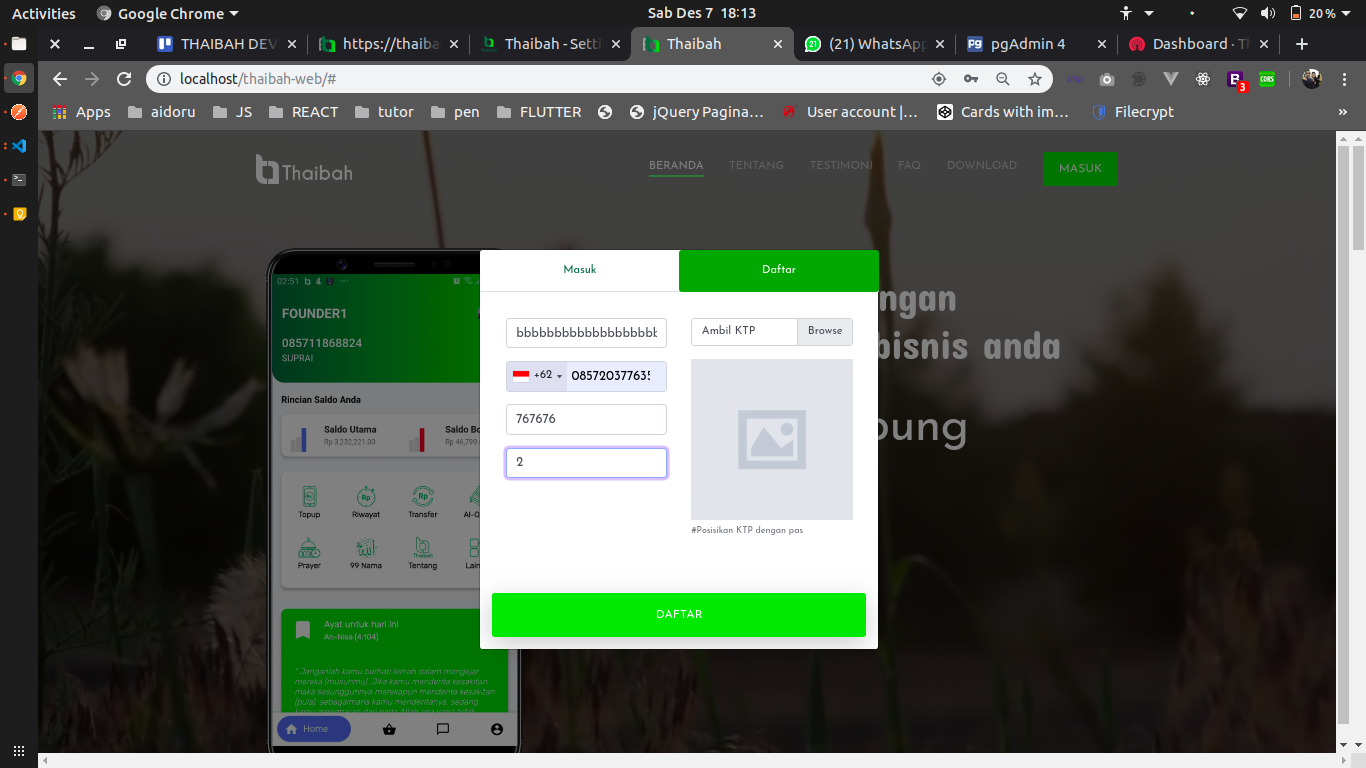 Activities
Google Chrome
Sab Des 7 18:13
20 %
THAIBAH DEV
https://thaiba
Thaibah - Setti
Thaibah
(21) WhatsApp
pgAdmin 4
Dashboard · Th
localhost/thaibah-web/#
php
3
CORS
Apps
aidoru
JS
REACT
tutor
pen
FLUTTER
jQuery Pagina…
User account |…
Cards with im…
Filecrypt
»
Thaibah
BERANDA
TENTANG
TESTIMONI
FAQ
DOWNLOAD
MASUK
02:51
FOUNDER1
085711868824
SUPRAI
Rincian Saldo Anda
Saldo Utama
Rp 3,232,221.00
Saldo Bo
Rp 46,799.
Topup
Riwayat
Transfer
Al-Q
Prayer
99 Nama
Tentang
Lain
Ayat untuk hari ini
An-Nisa (4:104)
" Janganlah kamu berhati lemah dalam mengejar
mereka (musuhmu). Jika kamu menderita kesakitan,
maka sesungguhnya merekapun menderita kesakitan
(pula), sebagaimana kamu menderitanya, sedang
Home
Masuk
Daftar
bbbbbbbbbbbbbbbbbbb
+62
08572037763
767676
2
Ambil KTP
Browse
#Posisikan KTP dengan pas
DAFTAR
ngan
bisnis anda
bung